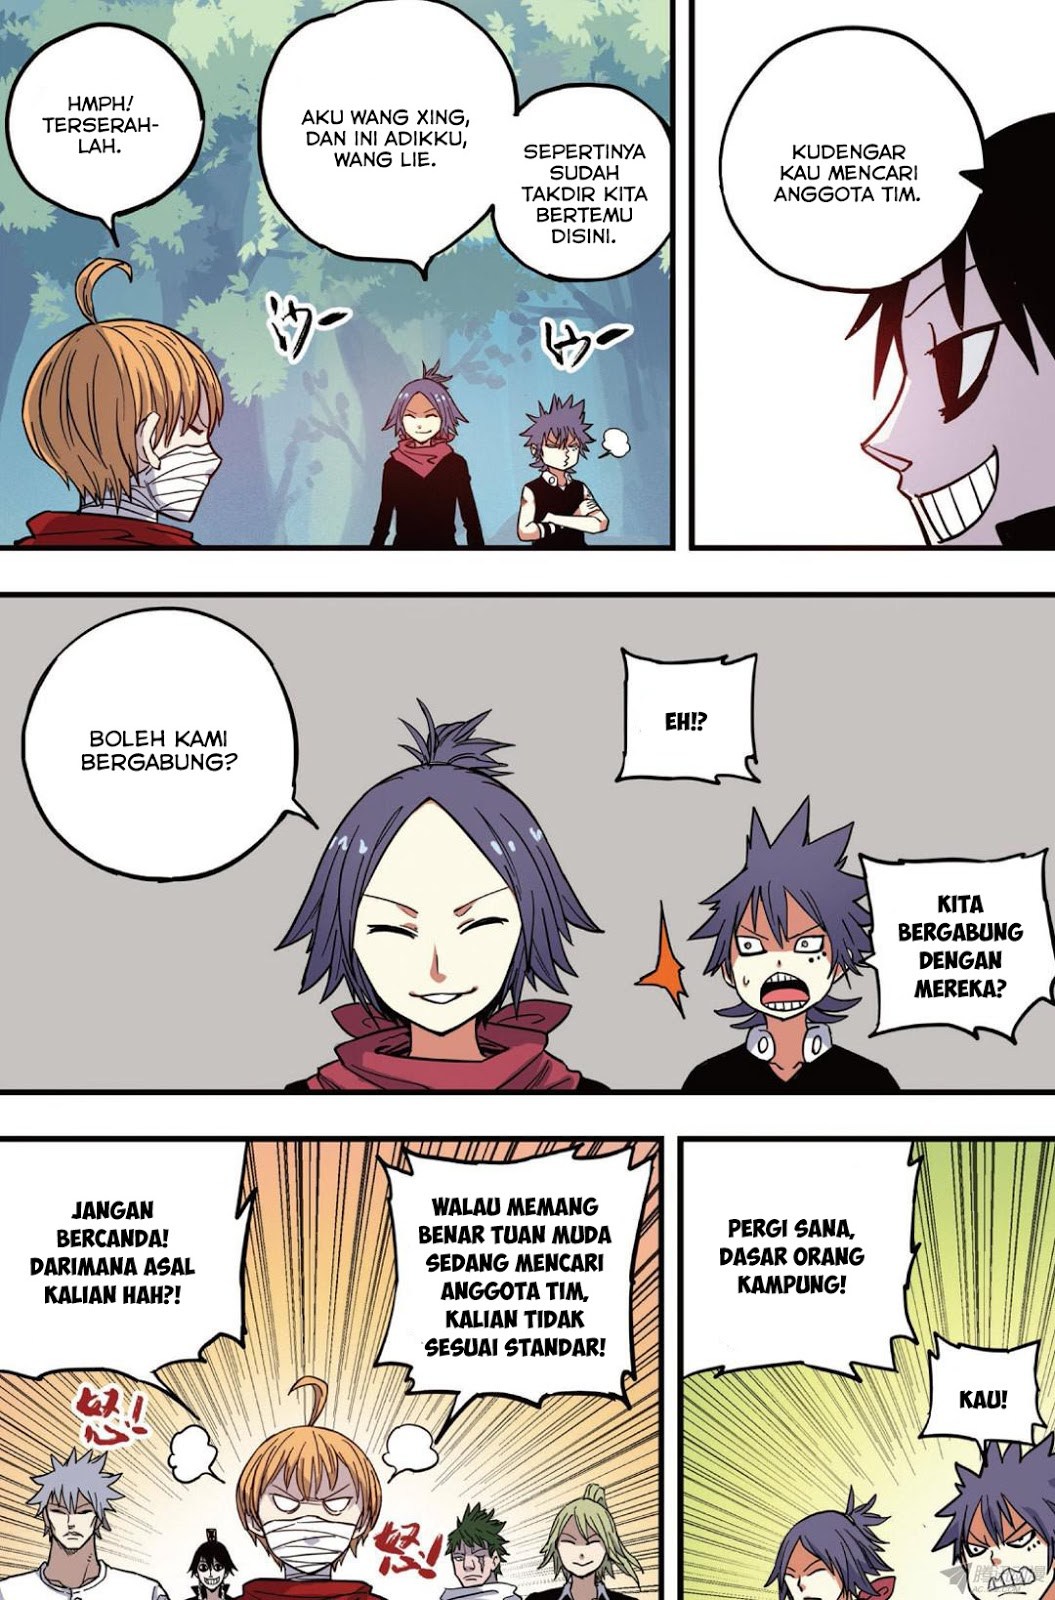 HMPH!
TERSERAH-
LAH.
AKU WANG XING,
DAN INI ADIKKU,
WANG LIE.
SEPERTINYA
SUDAH
TAKDIR KITA
BERTEMU
DISINI.
沙—
沙—
KUDENGAR
KAU MENCARI
ANGGOTA TIM.
BOLEH KAMI
BERGABUNG?
EH!?
KITA
BERGABUNG
DENGAN
MEREKA?
JANGAN
BERCANDA!
DARIMANA ASAL
KALIAN HAH?!
WALAU MEMANG
BENAR TUAN MUDA
SEDANG MENCARI
ANGGOTA TIM,
KALIAN TIDAK
SESUAI STANDAR!
怒!
怒!
PERGI SANA,
DASAR ORANG
KAMPUNG!
KAU!